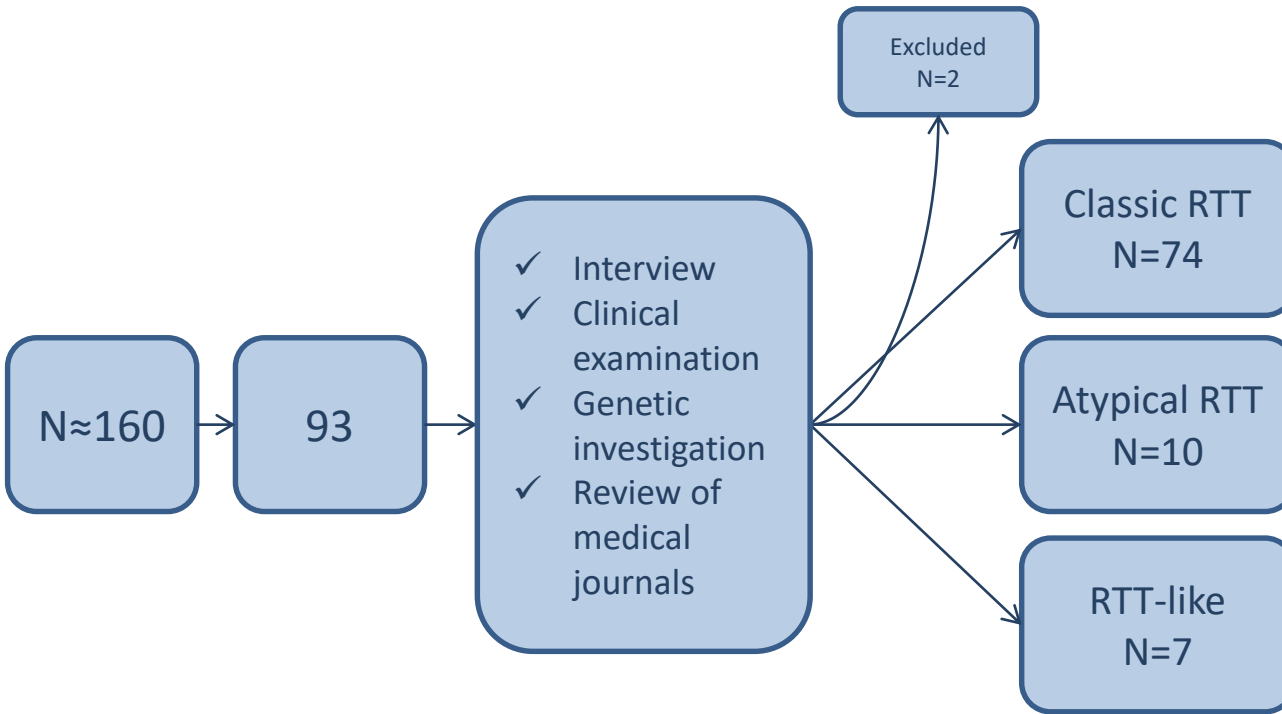 N≈160
93
✓ Interview
✓ Clinical
examination
✓ Genetic
investigation
✓ Review of
medical
journals
Excluded
N=2
Classic RTT
N=74
Atypical RTT
N=10
RTT-like
N=7